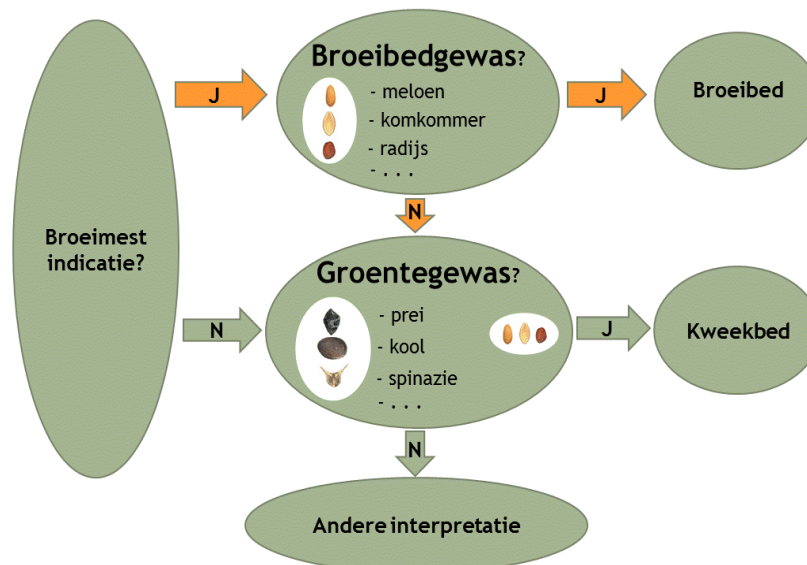 Broeimest
indicatie?
J
Broeibedgewas?
- meloen
- komkommer
- radijs
- . . .
J
Broeibed
N
N
Groentegewas?
- prei
- kool
- spinazie
- . . .
J
Kweekbed
N
Andere interpretatie